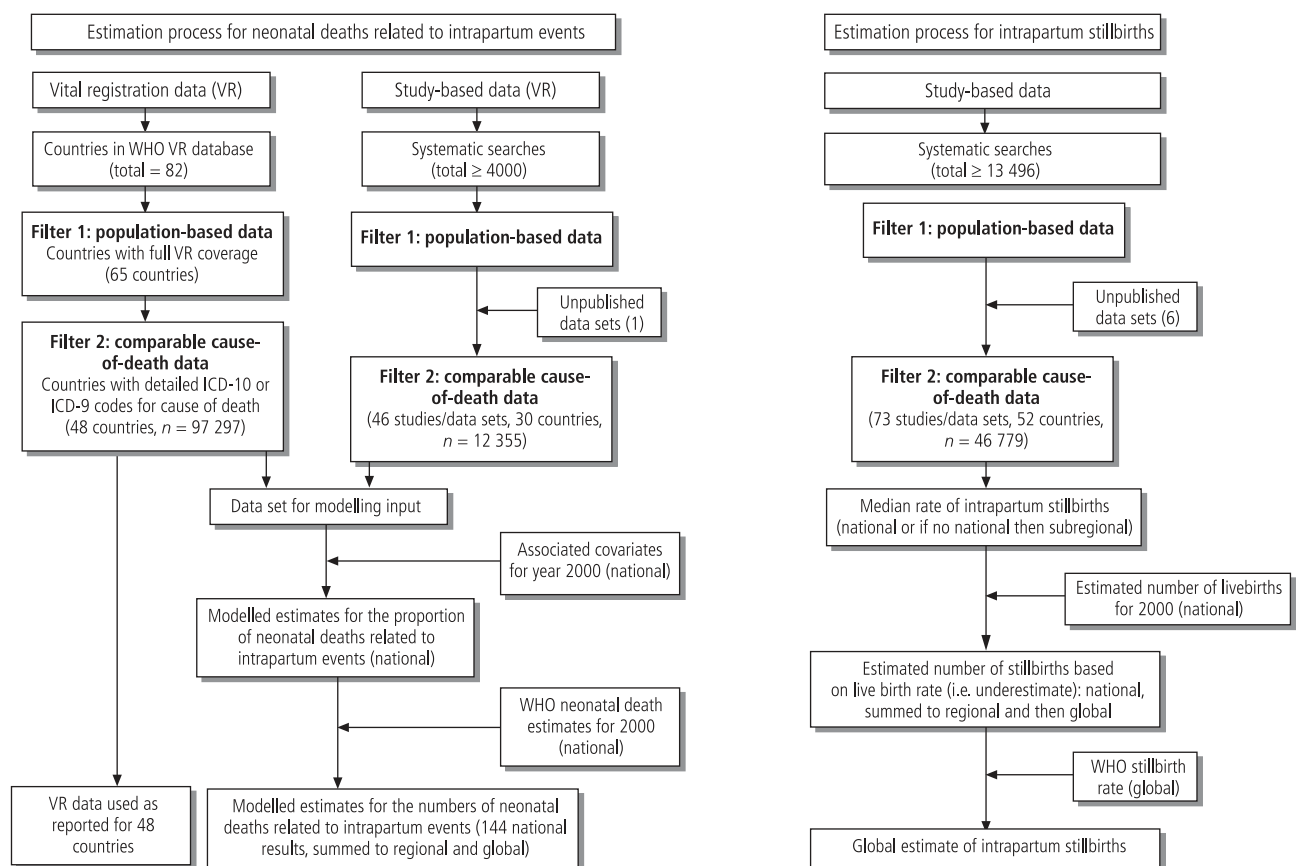 Estimation process for neonatal deaths related to intrapartum events
Vital registration data (VR)
Countries in WHO VR database
(total = 82)
Filter 1: population-based data
Countries with full VR coverage
(65 countries)
Filter 2: comparable cause-
of-death data
Countries with detailed ICD-10 or
ICD-9 codes for cause of death
(48 countries, n = 97 297)
Study-based data (VR)
Systematic searches
(total ≥ 4000)
Filter 1: population-based data
Unpublished
data sets (1)
Filter 2: comparable cause-
of-death data
(46 studies/data sets, 30 countries,
n = 12 355)
Data set for modelling input
Associated covariates
for year 2000 (national)
Modelled estimates for the proportion
of neonatal deaths related to
intrapartum events (national)
WHO neonatal death
estimates for 2000
(national)
VR data used as
reported for 48
countries
Modelled estimates for the numbers of neonatal
deaths related to intrapartum events (144 national
results, summed to regional and global)
Estimation process for intrapartum stillbirths
Study-based data
Systematic searches
(total ≥ 13 496)
Filter 1: population-based data
Unpublished
data sets (6)
Filter 2: comparable cause-
of-death data
(73 studies/data sets, 52 countries,
n = 46 779)
Median rate of intrapartum stillbirths
(national or if no national then subregional)
Estimated number of livebirths
for 2000 (national)
Estimated number of stillbirths based
on live birth rate (i.e. underestimate): national,
summed to regional and then global
WHO stillbirth
rate (global)
Global estimate of intrapartum stillbirths